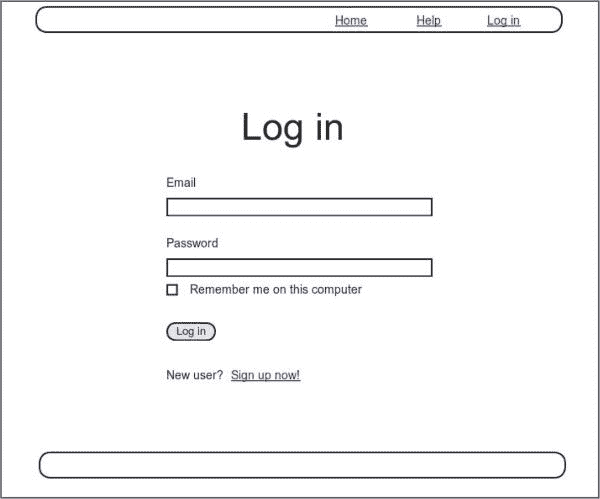 Home Help Log in
Log in
Email
Password
Remember me on this computer
Log in
New user? Sign up now!